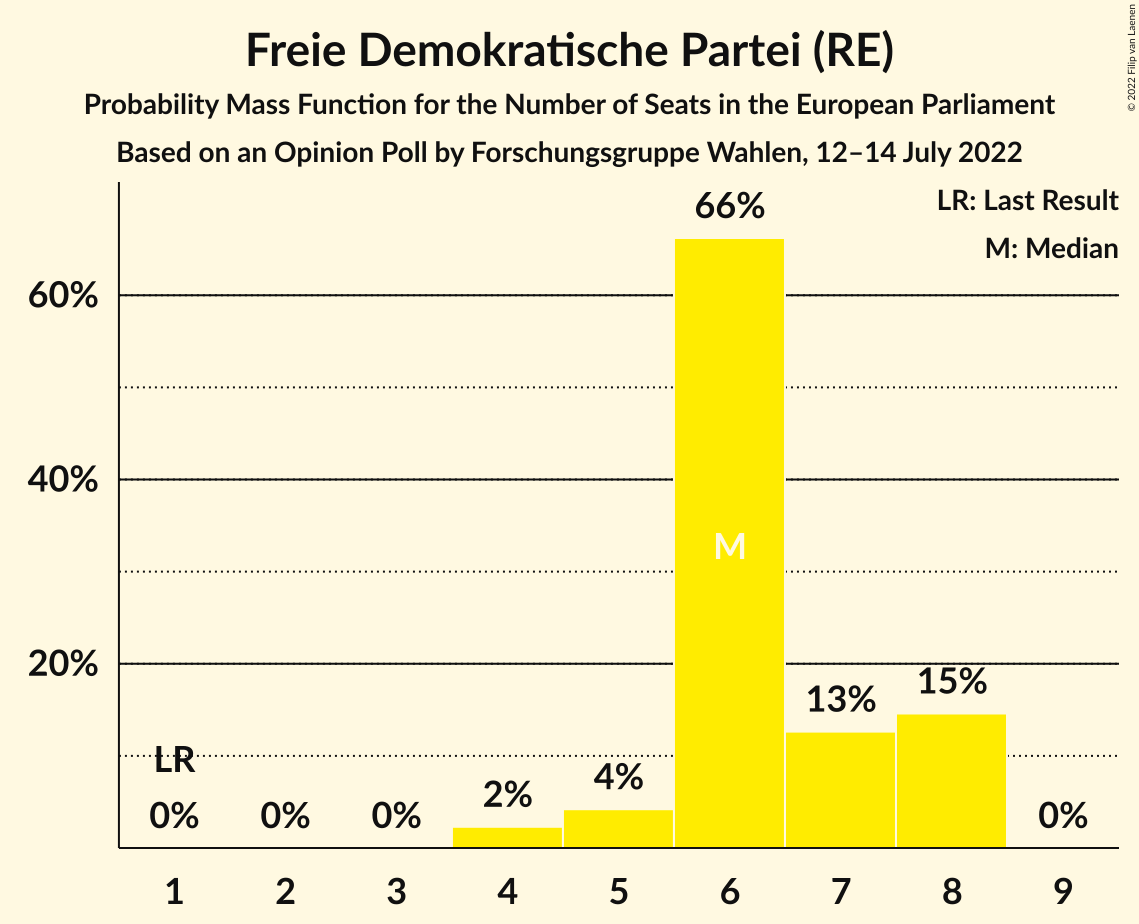 Freie Demokratische Partei (RE)
Probability Mass Function for the Number of Seats in the European Parliament
Based on an Opinion Poll by Forschungsgruppe Wahlen, 12–14 July 2022
© 2022 Filip van Laenen
LR: Last Result
M: Median
66%
60%
40%
M
20%
15%
13%
LR
4%
2%
0% 0% 0% 0%
1 2 3 4 5 6 7 8 9